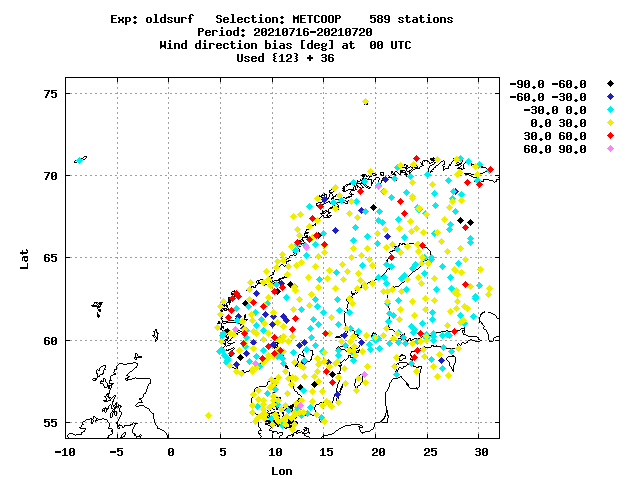 Exp: oldsurf   Selection: METCOOP    589 stations
Period: 20210716-20210720
Wind direction bias [deg] at  00 UTC
Used {12} + 36
-90.0 -60.0
-60.0 -30.0
-30.0 0.0
0.0 30.0
30.0 60.0
60.0 90.0
75
70
65
60
55
Lat
-10 -5 0 5 10 15 20 25 30
Lon